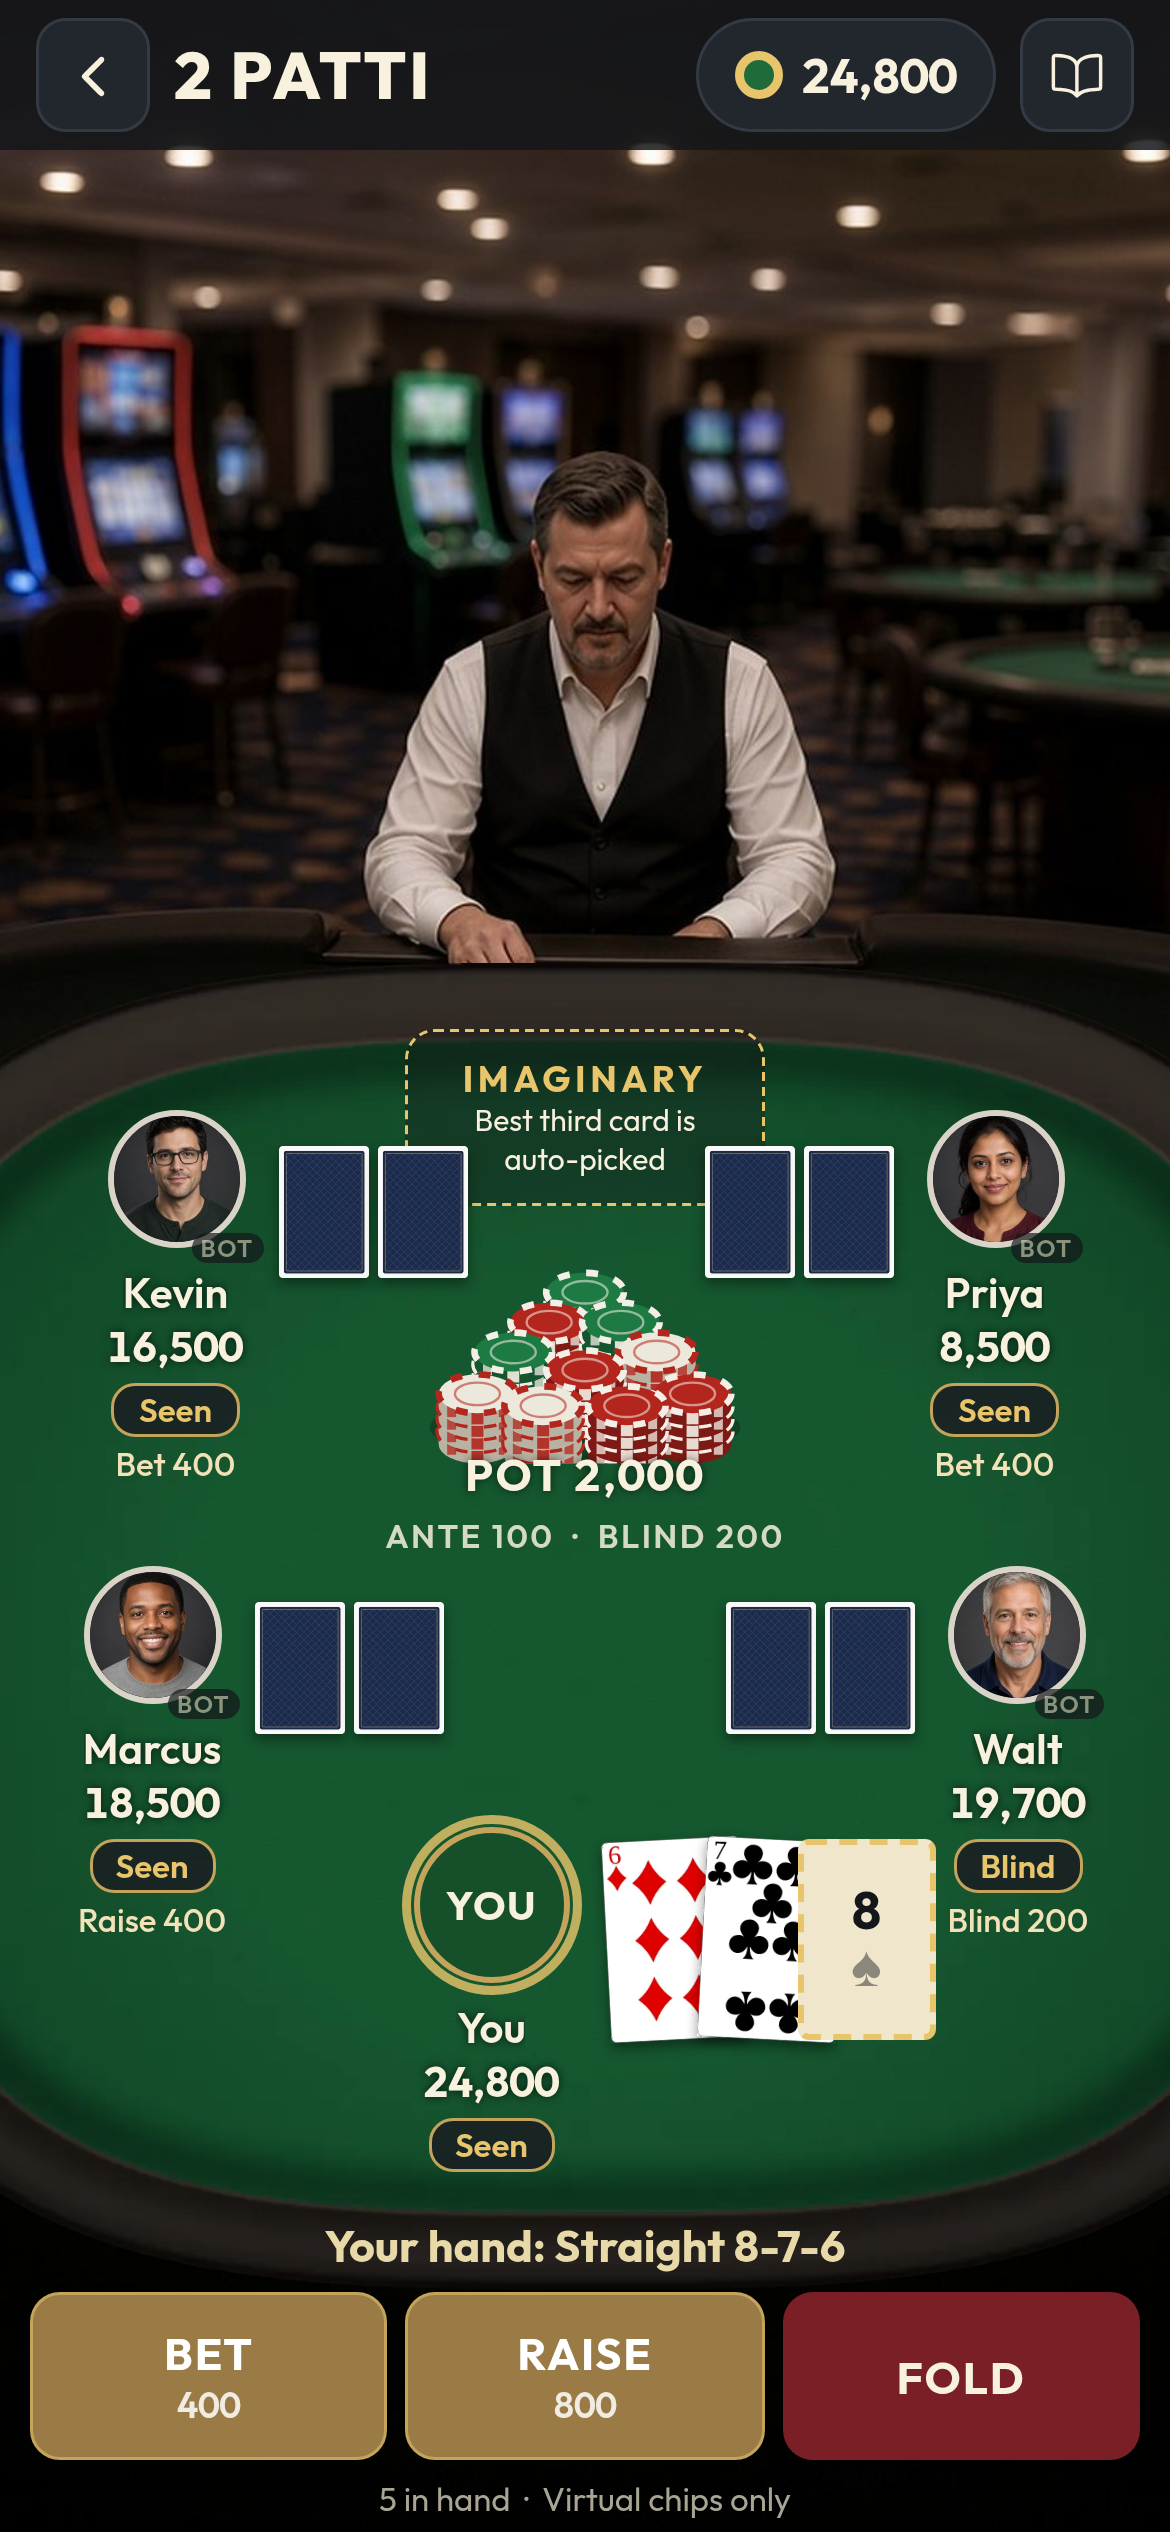 2 PATTI
24,800
IMAGINARY
Best third card is
auto-picked
BOT
Kevin
16,500
Seen
Bet 400
BOT
Priya
8,500
Seen
Bet 400
POT 2,000
ANTE 100 · BLIND 200
BOT
Marcus
18,500
Seen
Raise 400
BOT
Walt
19,700
Blind
Blind 200
YOU
6
7
8
You
24,800
Seen
Your hand: Straight 8-7-6
BET
400
RAISE
800
FOLD
5 in hand · Virtual chips only